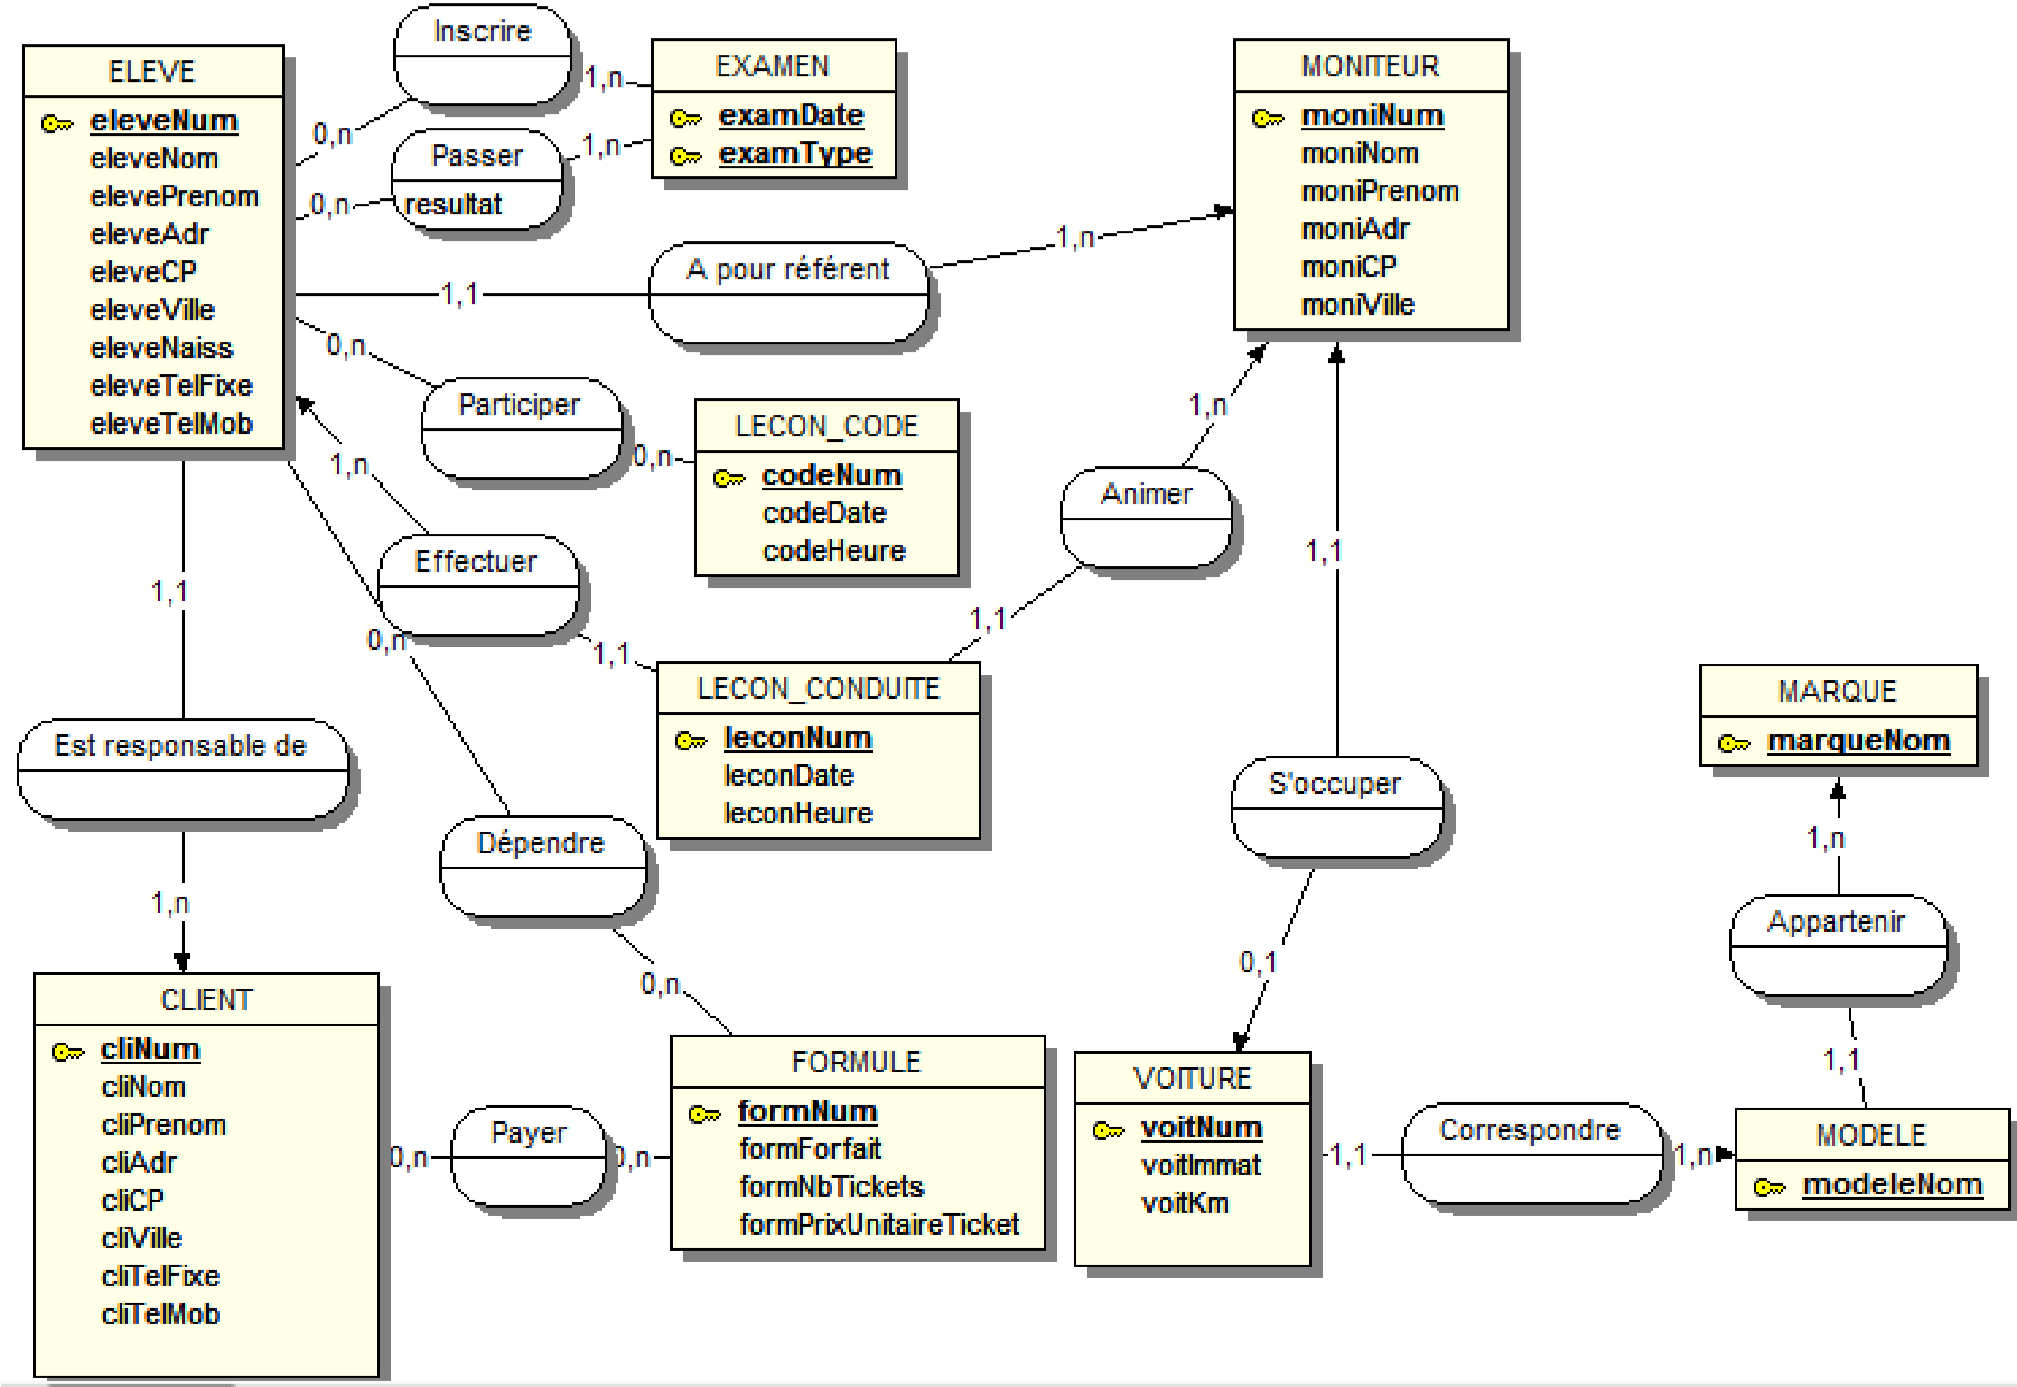 Inscrire
ELEVE
eleveNum
eleveNom
elevePrenom
eleveAdr
eleveCP
eleveVille
eleveNaiss
eleveTelFixe
eleveTelMob
0,n
1,n
EXAMEN
examDate
examType
Passer
resultat
0,n
1,n
MONITEUR
moniNum
moniNom
moniPrenom
moniAdr
moniCP
moniVille
A pour référent
1,1
1,n
Participer
0,n
0,n
LECON_CODE
codeNum
codeDate
codeHeure
Effectuer
1,n
1,1
Animer
1,n
1,1
LECON_CONDUITE
leconNum
leconDate
leconHeure
Est responsable de
1,1
1,n
Dépendre
0,n
0,n
S'occuper
1,1
0,1
MARQUE
marqueNom
Appartenir
1,n
1,1
CLIENT
cliNum
cliNom
cliPrenom
cliAdr
cliCP
cliVille
cliTelFixe
cliTelMob
Payer
0,n
0,n
FORMULE
formNum
formForfait
formNbTickets
formPrixUnitaireTicket
VOITURE
voitNum
voitImmat
voitKm
Correspondre
1,1
1,n
MODELE
modeleNom